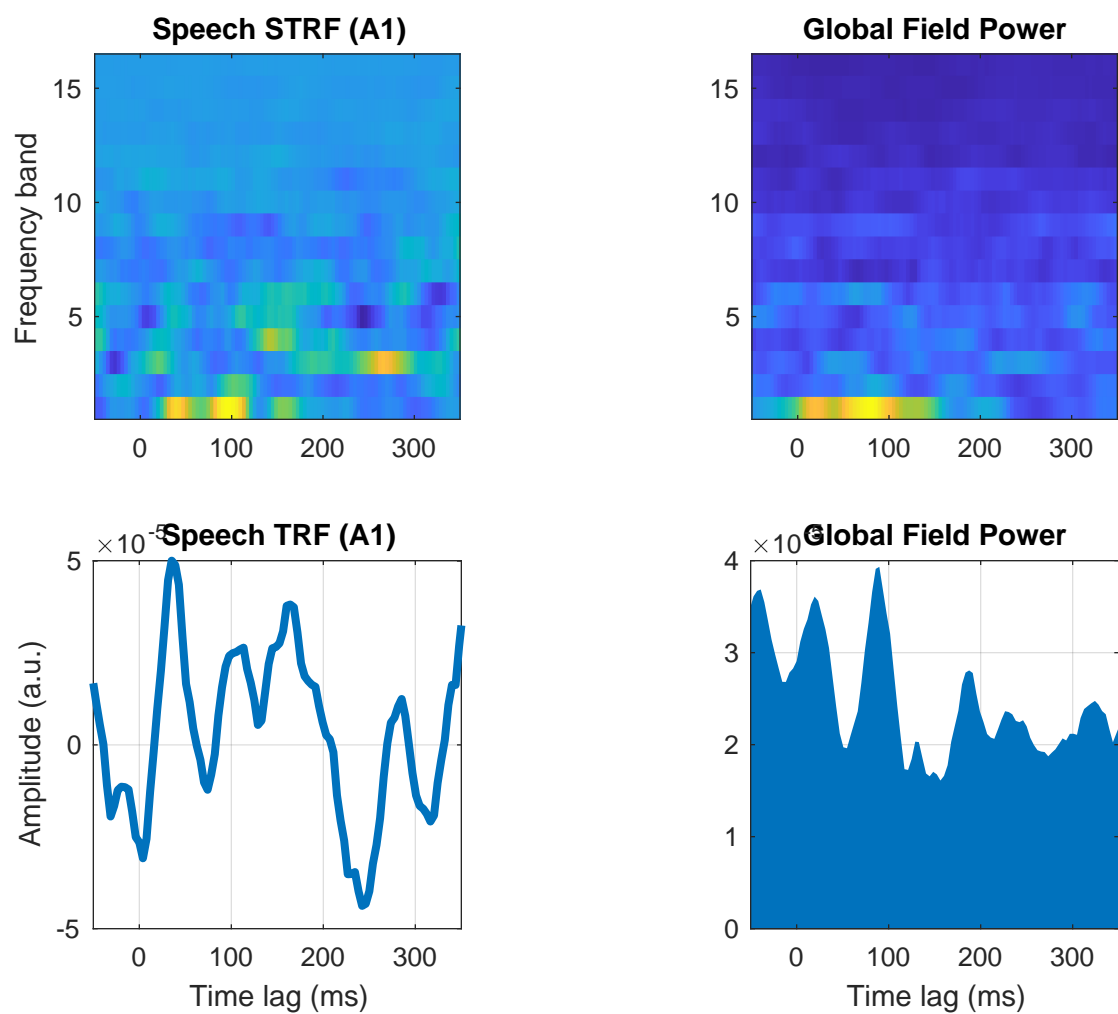 Speech STRF (A1)
Frequency band
15
10
5
0 100 200 300
Global Field Power
15
10
5
0 100 200 300
×10^-5
Speech TRF (A1)
Amplitude (a.u.)
5
0
-5
0 100 200 300
Time lag (ms)
×10^-5
Global Field Power
4
3
2
1
0
0 100 200 300
Time lag (ms)